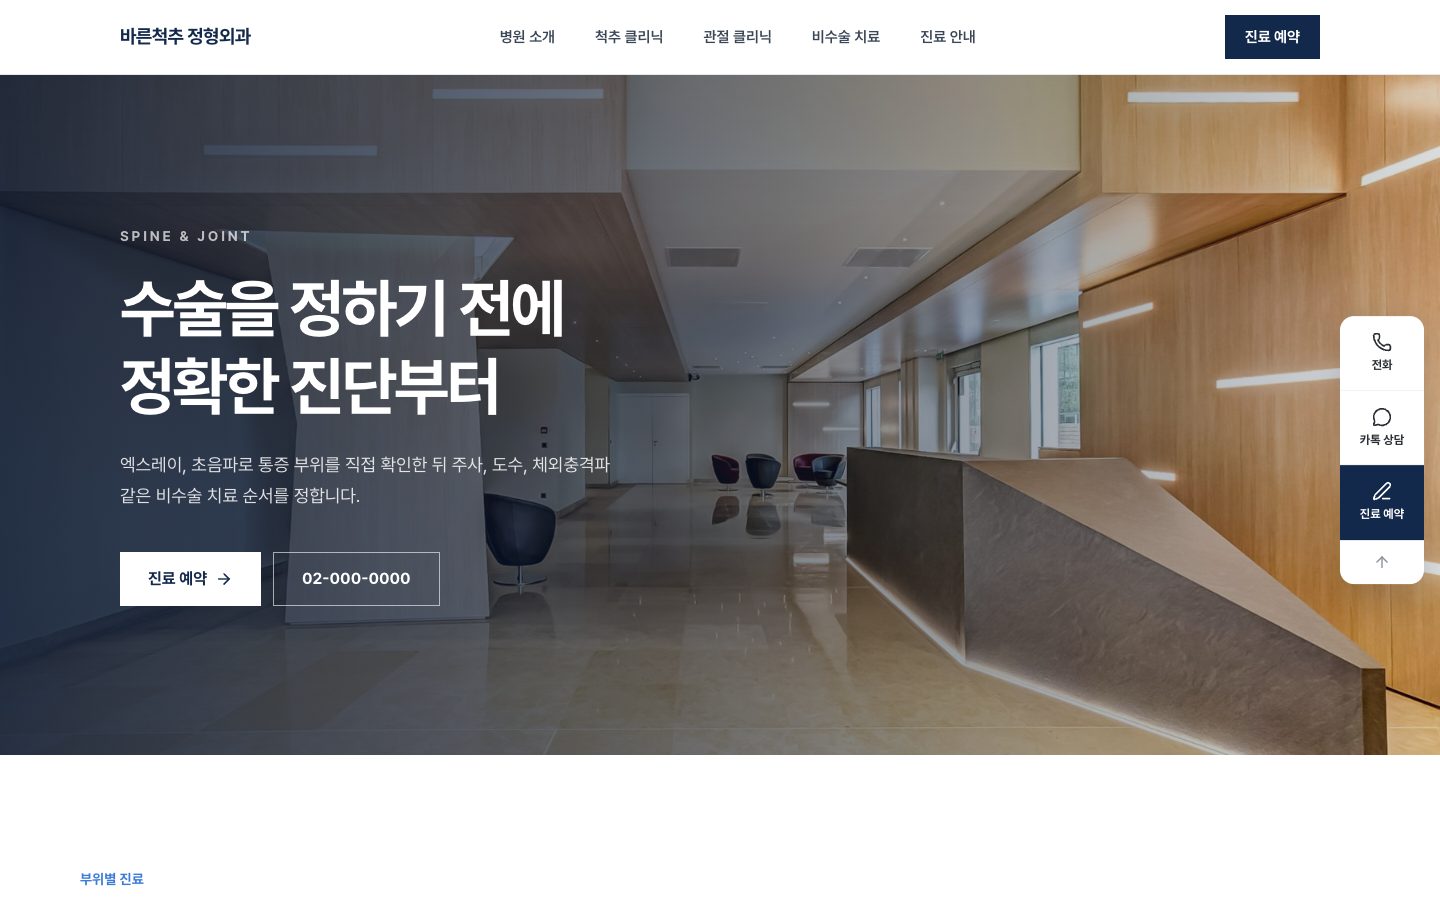 바른척추 정형외과
병원 소개
척추 클리닉
관절 클리닉
비수술 치료
진료 안내
진료 예약
SPINE & JOINT
수술을 정하기 전에
정확한 진단부터
엑스레이, 초음파로 통증 부위를 직접 확인한 뒤 주사, 도수, 체외충격파
같은 비수술 치료 순서를 정합니다.
진료 예약
02-000-0000
전화
카톡 상담
진료 예약
부위별 진료